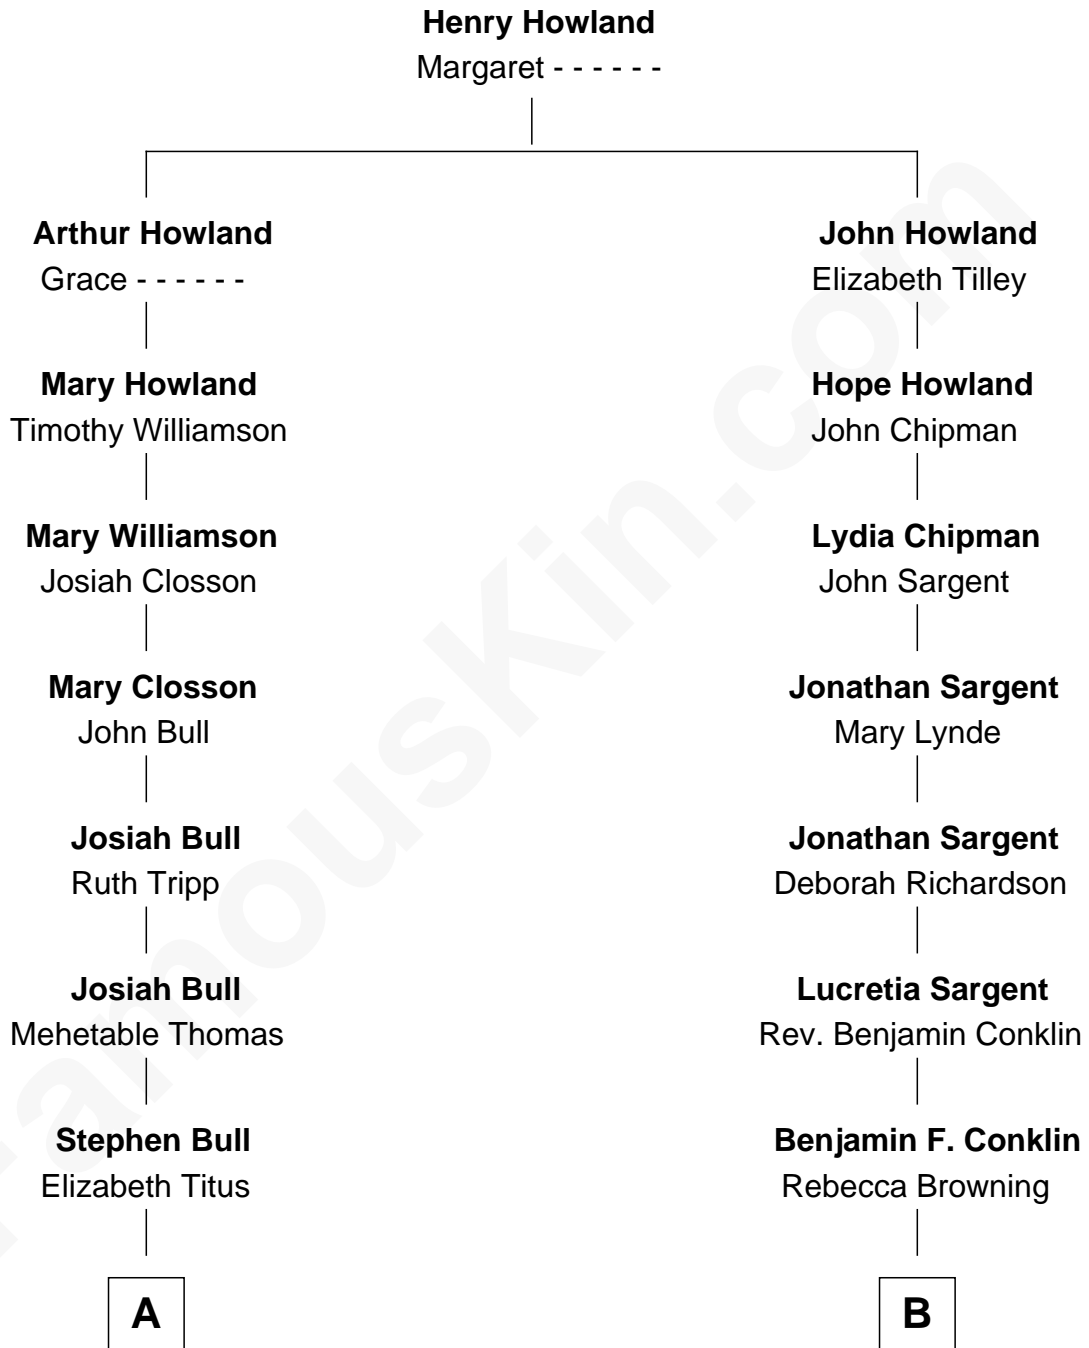 Henry Howland
Margaret - - - - - -
Arthur Howland
Grace - - - - - -
John Howland
Elizabeth Tilley
Mary Howland
Timothy Williamson
Hope Howland
John Chipman
Mary Williamson
Josiah Closson
Lydia Chipman
John Sargent
Mary Closson
John Bull
Jonathan Sargent
Mary Lynde
Josiah Bull
Ruth Tripp
Jonathan Sargent
Deborah Richardson
Josiah Bull
Mehetable Thomas
Lucretia Sargent
Rev. Benjamin Conklin
Stephen Bull
Elizabeth Titus
Benjamin F. Conklin
Rebecca Browning
A
B
FamousKin.com